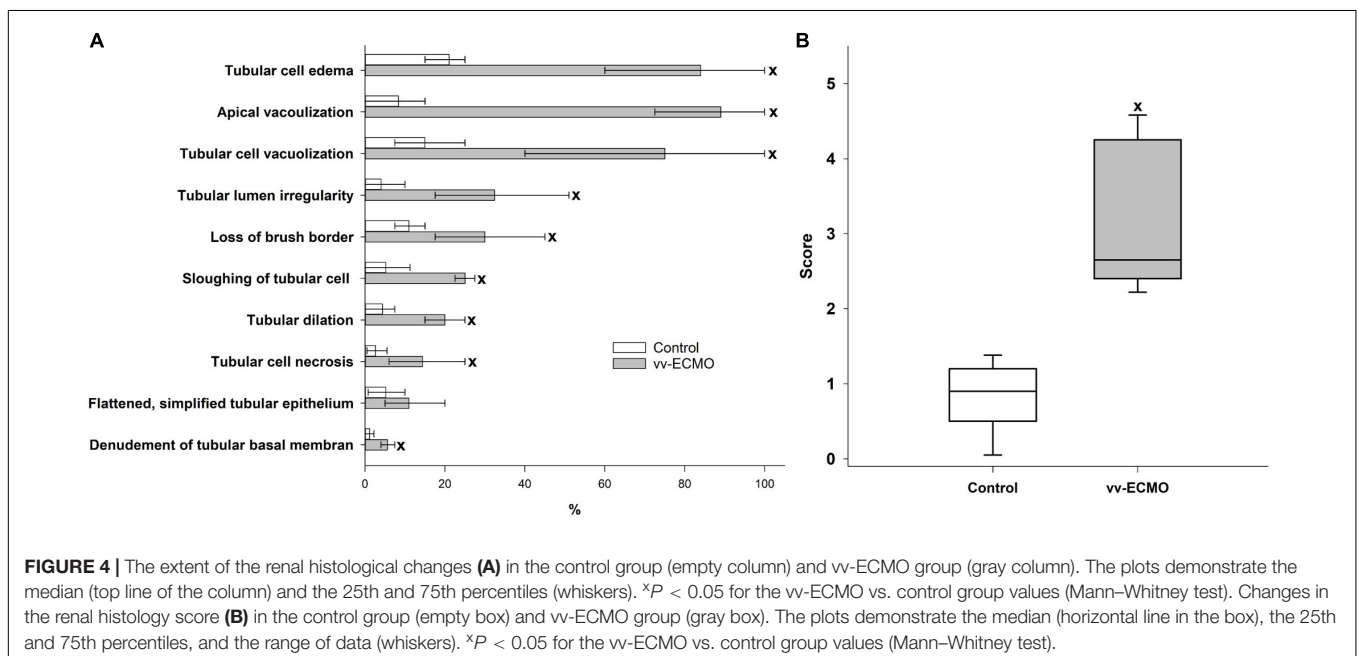 A
Tubular cell edema
x
Apical vacoulization
x
Tubular cell vacuolization
x
Tubular lumen irregularity
x
Loss of brush border
x
Sloughing of tubular cell
x
Tubular dilation
x
Tubular cell necrosis
x
Flattened, simplified tubular epithelium
Denudement of tubular basal membran
x
Control
vv-ECMO
0 20 40 60 80 100
%
B
Score
5
4
3
2
1
0
x
Control vv-ECMO
FIGURE 4 | The extent of the renal histological changes (A) in the control group (empty column) and vv-ECMO group (gray column). The plots demonstrate the
median (top line of the column) and the 25th and 75th percentiles (whiskers). ˣP < 0.05 for the vv-ECMO vs. control group values (Mann–Whitney test). Changes in
the renal histology score (B) in the control group (empty box) and vv-ECMO group (gray box). The plots demonstrate the median (horizontal line in the box), the 25th
and 75th percentiles, and the range of data (whiskers). ˣP < 0.05 for the vv-ECMO vs. control group values (Mann–Whitney test).